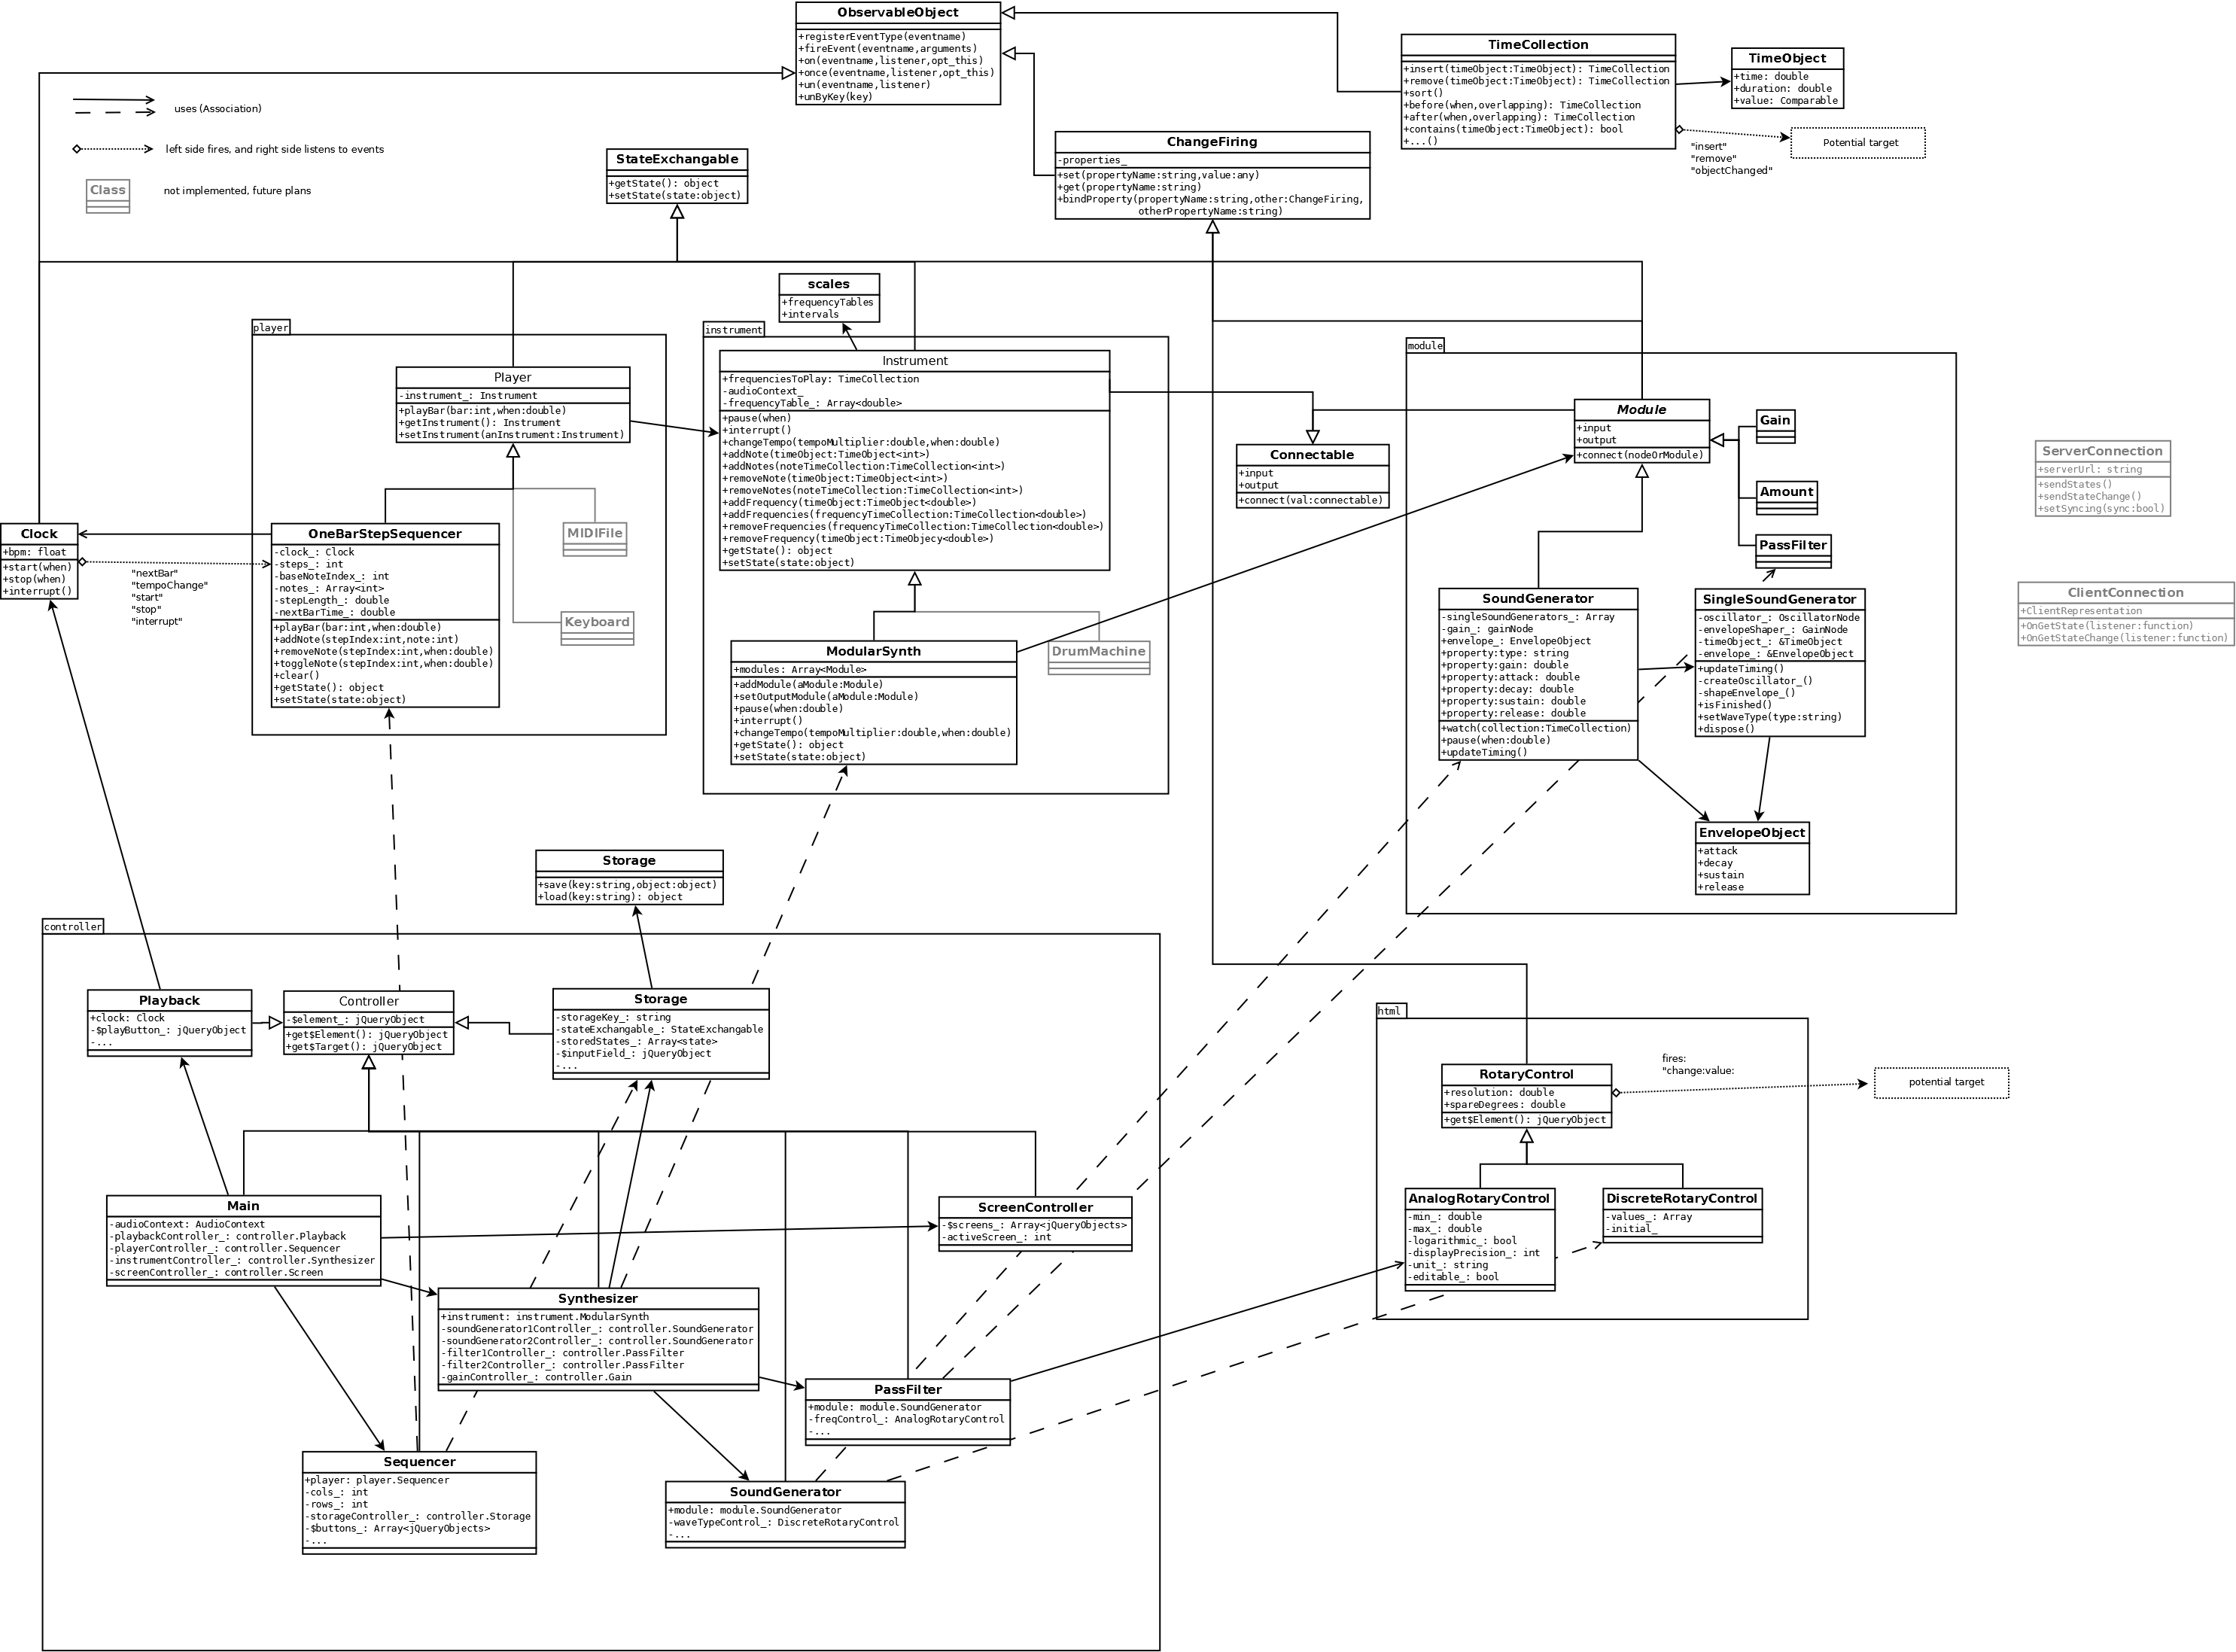 ObservableObject
+registerEventType(eventname)
+fireEvent(eventname,arguments)
+on(eventname,listener,opt_this)
+once(eventname,listener,opt_this)
+un(eventname,listener)
+unByKey(key)
TimeCollection
+insert(timeObject:TimeObject): TimeCollection
+remove(timeObject:TimeObject): TimeCollection
+sort()
+before(when,overlapping): TimeCollection
+after(when,overlapping): TimeCollection
+contains(timeObject:TimeObject): bool
+...()
TimeObject
+time: double
+duration: double
+value: Comparable
Potential target
"insert"
"remove"
"objectChanged"
uses (Association)
left side fires, and right side listens to events
Class
not implemented, future plans
StateExchangable
+getState(): object
+setState(state:object)
ChangeFiring
-properties_
+set(propertyName:string,value:any)
+get(propertyName:string)
+bindProperty(propertyName:string,other:ChangeFiring,
otherPropertyName:string)
scales
+frequencyTables
+intervals
player
Player
-instrument_: Instrument
+playBar(bar:int,when:double)
+getInstrument(): Instrument
+setInstrument(anInstrument:Instrument)
instrument
Instrument
+frequenciesToPlay: TimeCollection
-audioContext_
-frequencyTable_: Array<double>
+pause(when)
+interrupt()
+changeTempo(tempoMultiplier:double,when:double)
+addNote(timeObject:TimeObject<int>)
+addNotes(noteTimeCollection:TimeCollection<int>)
+removeNote(timeObject:TimeObject<int>)
+removeNotes(noteTimeCollection:TimeCollection<int>)
+addFrequency(timeObject:TimeObject<double>)
+addFrequencies(frequencyTimeCollection:TimeCollection<double>)
+removeFrequencies(frequencyTimeCollection:TimeCollection<double>)
+removeFrequency(timeObject:TimeObjecy<double>)
+getState(): object
+setState(state:object)
Connectable
+input
+output
+connect(val:connectable)
module
Module
+input
+output
+connect(nodeOrModule)
Gain
Amount
PassFilter
ServerConnection
+serverUrl: string
+sendStates()
+sendStateChange()
+setSyncing(sync:bool)
ClientConnection
+ClientRepresentation
+OnGetState(listener:function)
+OnGetStateChange(listener:function)
Clock
+bpm: float
+start(when)
+stop(when)
+interrupt()
"nextBar"
"tempoChange"
"start"
"stop"
"interrupt"
OneBarStepSequencer
-clock_: Clock
-steps_: int
-baseNoteIndex_: int
-notes_: Array<int>
-stepLength_: double
-nextBarTime_: double
+playBar(bar:int,when:double)
+addNote(stepIndex:int,note:int)
+removeNote(stepIndex:int,when:double)
+toggleNote(stepIndex:int,when:double)
+clear()
+getState(): object
+setState(state:object)
MIDIFile
Keyboard
ModularSynth
+modules: Array<Module>
+addModule(aModule:Module)
+setOutputModule(aModule:Module)
+pause(when:double)
+interrupt()
+changeTempo(tempoMultiplier:double,when:double)
+getState(): object
+setState(state:object)
DrumMachine
SoundGenerator
-singleSoundGenerators_: Array
-gain_: gainNode
+envelope_: EnvelopeObject
+property:type: string
+property:gain: double
+property:attack: double
+property:decay: double
+property:sustain: double
+property:release: double
+watch(collection:TimeCollection)
+pause(when:double)
+updateTiming()
SingleSoundGenerator
-oscillator_: OscillatorNode
-envelopeShaper_: GainNode
-timeObject_: &TimeObject
-envelope_: &EnvelopeObject
+updateTiming()
-createOscillator_()
-shapeEnvelope_()
+isFinished()
+setWaveType(type:string)
+dispose()
EnvelopeObject
+attack
+decay
+sustain
+release
Storage
+save(key:string,object:object)
+load(key:string): object
controller
Playback
+clock: Clock
-$playButton_: jQueryObject
-...
Controller
-$element_: jQueryObject
+get$Element(): jQueryObject
+get$Target(): jQueryObject
Storage
-storageKey_: string
-stateExchangable_: StateExchangable
-storedStates_: Array<state>
-$inputField_: jQueryObject
-...
html
RotaryControl
+resolution: double
+spareDegrees: double
+get$Element(): jQueryObject
fires:
"change:value:
potential target
AnalogRotaryControl
-min_: double
-max_: double
-logarithmic_: bool
-displayPrecision_: int
-unit_: string
-editable_: bool
DiscreteRotaryControl
-values_: Array
-initial_
Main
-audioContext: AudioContext
-playbackController_: controller.Playback
-playerController_: controller.Sequencer
-instrumentController_: controller.Synthesizer
-screenController_: controller.Screen
ScreenController
-$screens_: Array<jQueryObjects>
-activeScreen_: int
Synthesizer
+instrument: instrument.ModularSynth
-soundGenerator1Controller_: controller.SoundGenerator
-soundGenerator2Controller_: controller.SoundGenerator
-filter1Controller_: controller.PassFilter
-filter2Controller_: controller.PassFilter
-gainController_: controller.Gain
PassFilter
+module: module.SoundGenerator
-freqControl_: AnalogRotaryControl
-...
Sequencer
+player: player.Sequencer
-cols_: int
-rows_: int
-storageController_: controller.Storage
-$buttons_: Array<jQueryObjects>
-...
SoundGenerator
+module: module.SoundGenerator
-waveTypeControl_: DiscreteRotaryControl
-...